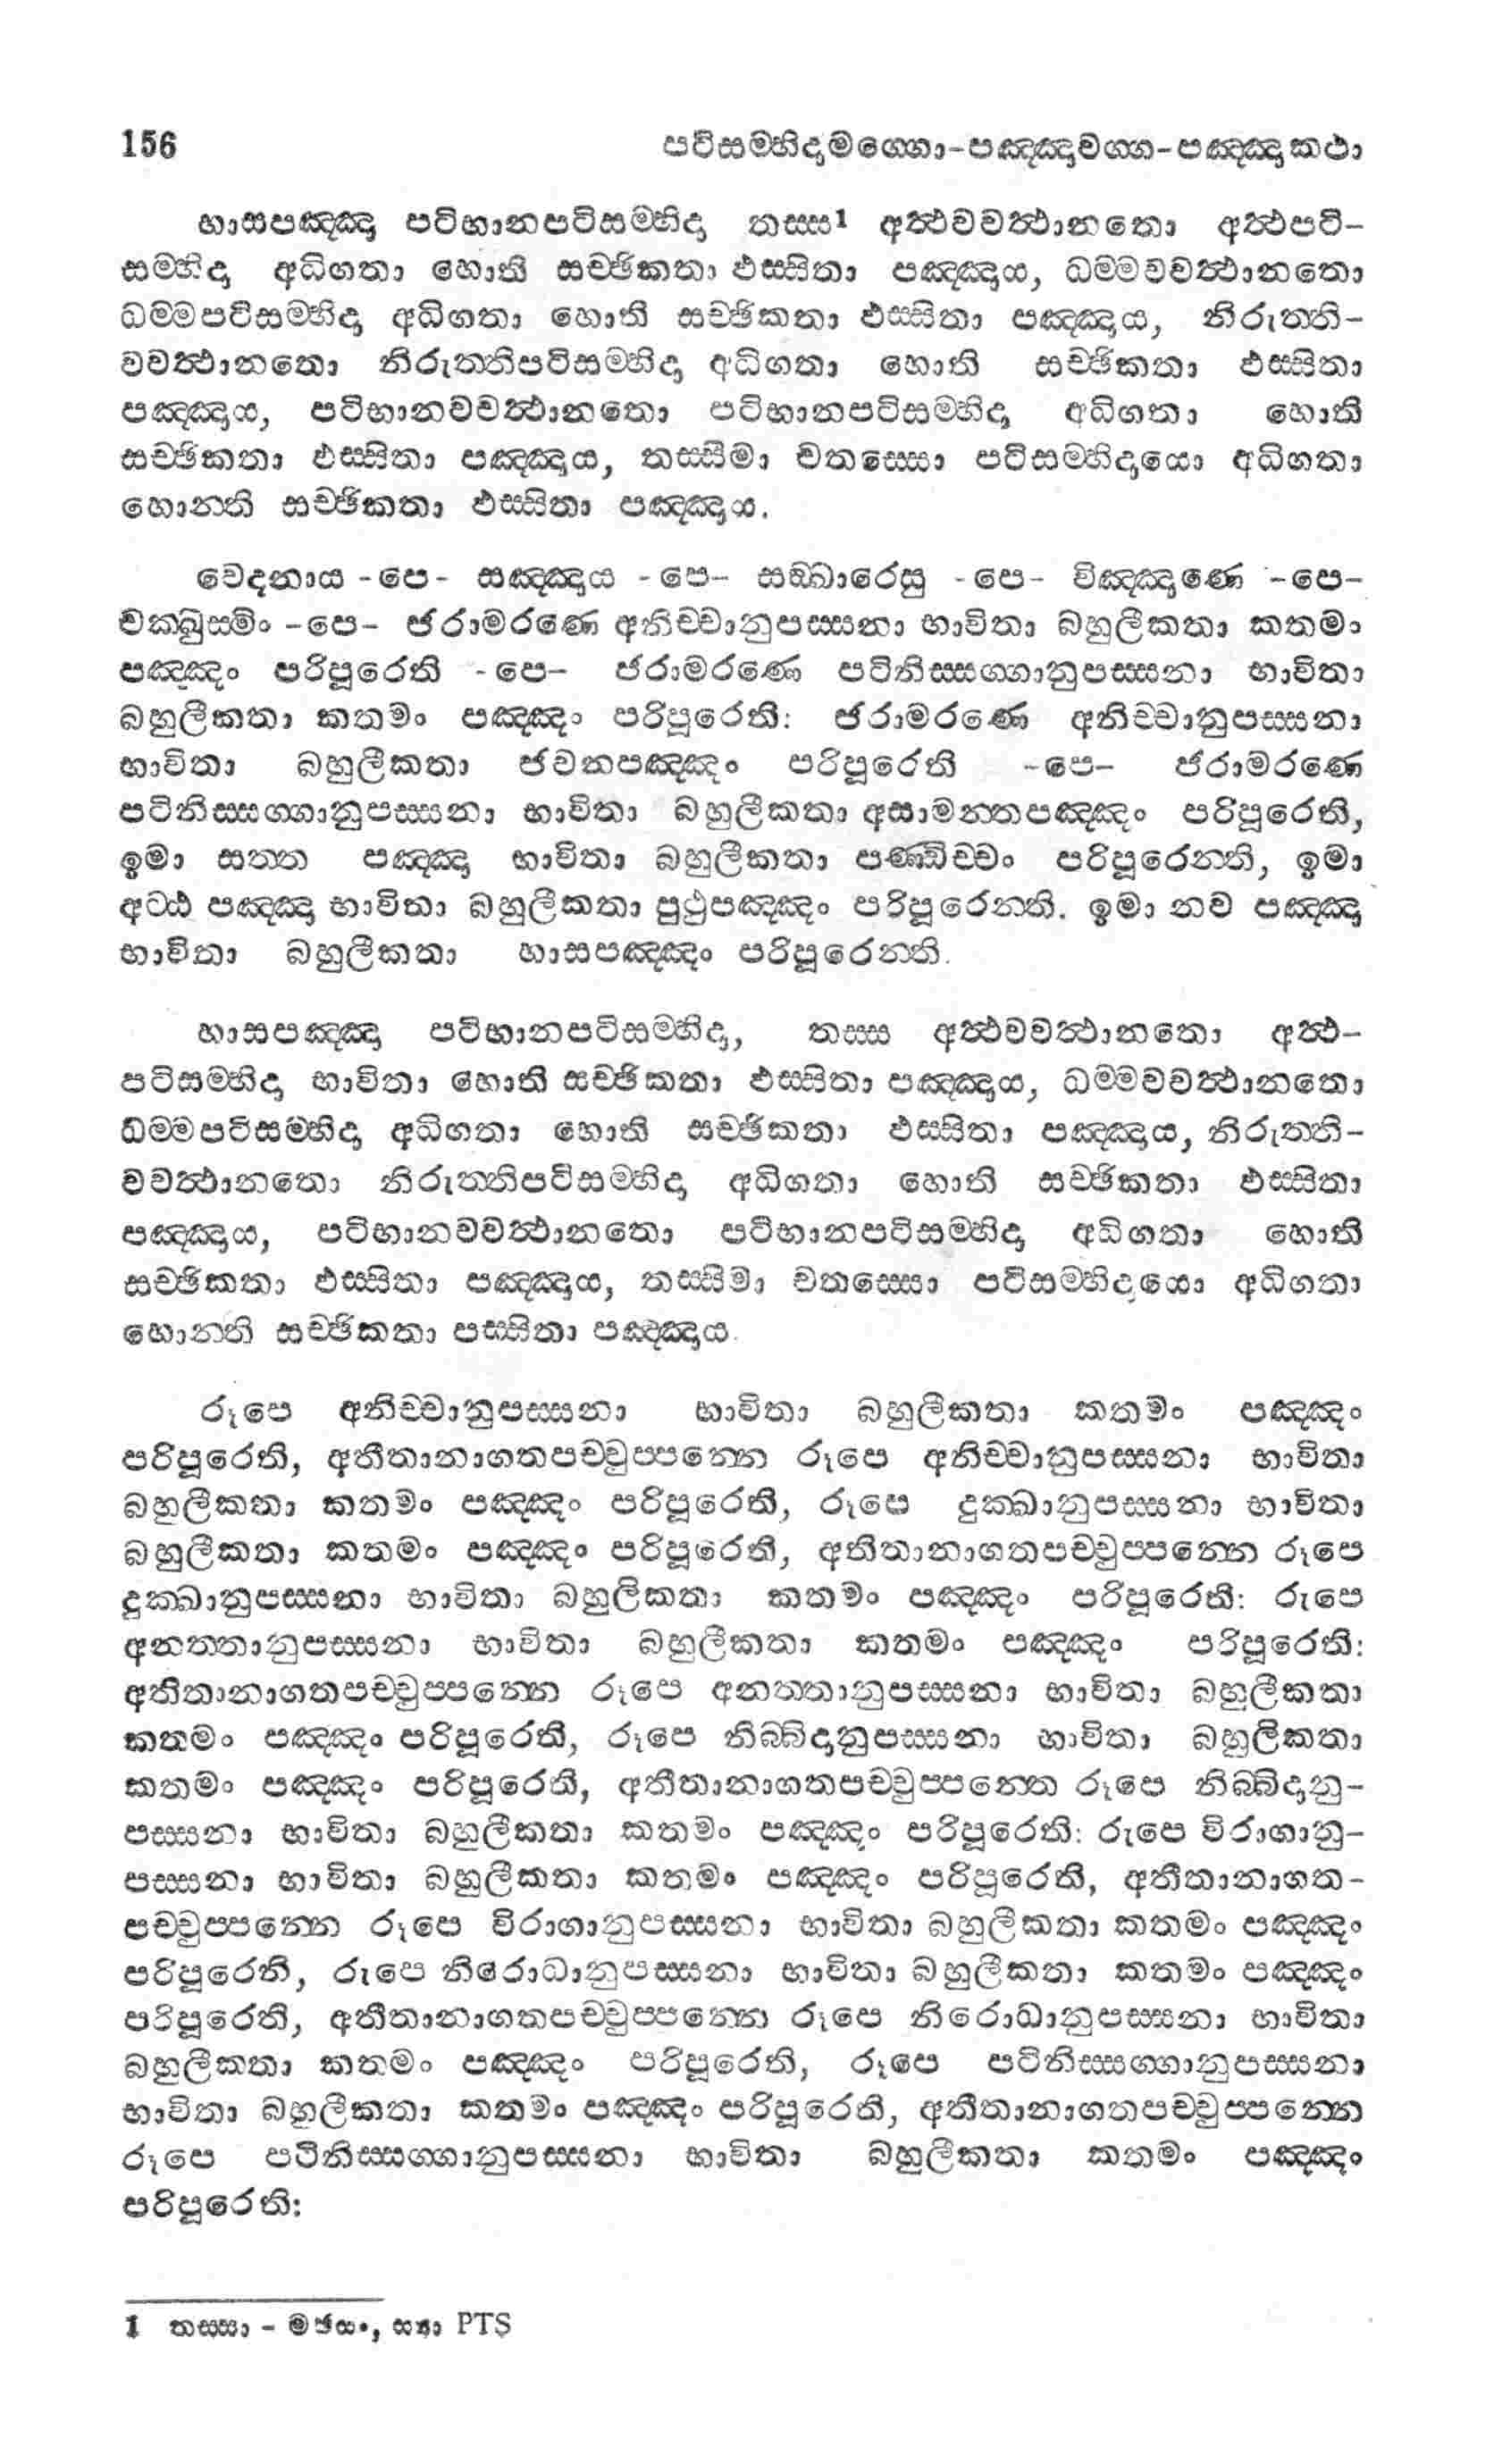 156 පටිසම්භිදාමග්ගො-පඤ්ඤාවග්ග-පඤ්ඤාකථා
හාසපඤ්ඤා පටිභානපටිසම්භිදා තස්ස1 අත්ථවවත්ථානතො අත්ථපටි-
සම්භිදා අධිගතා හොති සච්ඡිකතා ඵස්සිතා පඤ්ඤාය, ධම්මවවත්ථානතො
ධම්මපටිසම්භිදා අධිගතා හොති සච්ඡිකතා ඵස්සිතා පඤ්ඤාය, නිරුත්ති-
වවත්ථානතො නිරුත්තිපටිසම්භිදා අධිගතා හොති සච්ඡිකතා ඵස්සිතා
පඤ්ඤාය, පටිභානවවත්ථානතො පටිභානපටිසම්භිදා අධිගතා හොති
සච්ඡිකතා ඵස්සිතා පඤ්ඤාය, තස්සිමා චතස්සො පටිසම්භිදායො අධිගතා
හොන්ති සච්ඡිකතා ඵස්සිතා පඤ්ඤාය.
වෙදනාය -පෙ- සඤ්ඤාය -පෙ- සඞ්ඛාරෙසු -පෙ- විඤ්ඤාණෙ -පෙ-
චක්ඛුස්මිං -පෙ- ජරාමරණෙ අනිච්චානුපස්සනා භාවිතා බහුලීකතා කතමං
පඤ්ඤං පරිපූරෙති -පෙ- ජරාමරණෙ පටිනිස්සග්ගානුපස්සනා භාවිතා
බහුලීකතා කතමං පඤ්ඤං පරිපූරෙති: ජරාමරණෙ අනිච්චානුපස්සනා
භාවිතා බහුලීකතා ජවනපඤ්ඤං පරිපූරෙති -පෙ- ජරාමරණෙ
පටිනිස්සග්ගානුපස්සනා භාවිතා බහුලීකතා අසාමන්තපඤ්ඤං පරිපූරෙති,
ඉමා සත්ත පඤ්ඤා භාවිතා බහුලීකතා පණ්ඩිච්චං පරිපූරෙන්ති, ඉමා
අට්ඨ පඤ්ඤා භාවිතා බහුලීකතා පුථුපඤ්ඤං පරිපූරෙන්ති. ඉමා නව පඤ්ඤා
භාවිතා බහුලීකතා හාසපඤ්ඤං පරිපූරෙන්ති.
හාසපඤ්ඤා පටිභානපටිසම්භිදා, තස්ස අත්ථවවත්ථානතො අත්ථ-
පටිසම්භිදා භාවිතා හොති සච්ඡිකතා ඵස්සිතා පඤ්ඤාය, ධම්මවවත්ථානතො
ධම්මපටිසම්භිදා අධිගතා හොති සච්ඡිකතා ඵස්සිතා පඤ්ඤාය, නිරුත්ති-
වවත්ථානතො නිරුත්තිපටිසම්භිදා අධිගතා හොති සච්ඡිකතා ඵස්සිතා
පඤ්ඤාය, පටිභානවවත්ථානතො පටිභානපටිසම්භිදා අධිගතා හොති
සච්ඡිකතා ඵස්සිතා පඤ්ඤාය, තස්සිමා චතස්සො පටිසම්භිදායො අධිගතා
හොන්ති සච්ඡිකතා පස්සිතා පඤ්ඤාය.
රූපෙ අනිච්චානුපස්සනා භාවිතා බහුලීකතා කතමං පඤ්ඤං
පරිපූරෙති, අතීතානාගතපච්චුප්පන්නෙ රූපෙ අනිච්චානුපස්සනා භාවිතා
බහුලීකතා කතමං පඤ්ඤං පරිපූරෙති, රූපෙ දුක්ඛානුපස්සනා භාවිතා
බහුලීකතා කතමං පඤ්ඤං පරිපූරෙති, අතීතානාගතපච්චුප්පන්නෙ රූපෙ
දුක්ඛානුපස්සනා භාවිතා බහුලිකතා කතමං පඤ්ඤං පරිපූරෙති: රූපෙ
අනත්තානුපස්සනා භාවිතා බහුලීකතා කතමං පඤ්ඤං පරිපූරෙති:
අතිතානාගතපච්චුප්පන්නෙ රූපෙ අනත්තානුපස්සනා භාවිතා බහුලීකතා
කතමං පඤ්ඤං පරිපූරෙති, රූපෙ නිබ්බිදානුපස්සනා භාවිතා බහුලිකතා
කතමං පඤ්ඤං පරිපූරෙති, අතීතානාගතපච්චුප්පන්නෙ රූපෙ නිබ්බිදානු-
පස්සනා භාවිතා බහුලීකතා කතමං පඤ්ඤං පරිපූරෙති: රූපෙ විරාගානු-
පස්සනා භාවිතා බහුලීකතා කතමං පඤ්ඤං පරිපූරෙති, අතීතානාගත-
පච්චුප්පන්නෙ රූපෙ විරාගානුපස්සනා භාවිතා බහුලීකතා කතමං පඤ්ඤං
පරිපූරෙති, රූපෙ නිරොධානුපස්සනා භාවිතා බහුලීකතා කතමං පඤ්ඤං
පරිපූරෙති, අතීතානාගතපච්චුප්පන්නෙ රූපෙ නිරොධානුපස්සනා භාවිතා
බහුලීකතා කතමං පඤ්ඤං පරිපූරෙති, රූපෙ පටිනිස්සග්ගානුපස්සනා
භාවිතා බහුලීකතා කතමං පඤ්ඤං පරිපූරෙති, අතීතානාගතපච්චුප්පන්නෙ
රූපෙ පටිනිස්සග්ගානුපස්සනා භාවිතා බහුලීකතා කතමං පඤ්ඤං
පරිපූරෙති:
1 තස්සා - මඡසං, ස්‍යා PTS